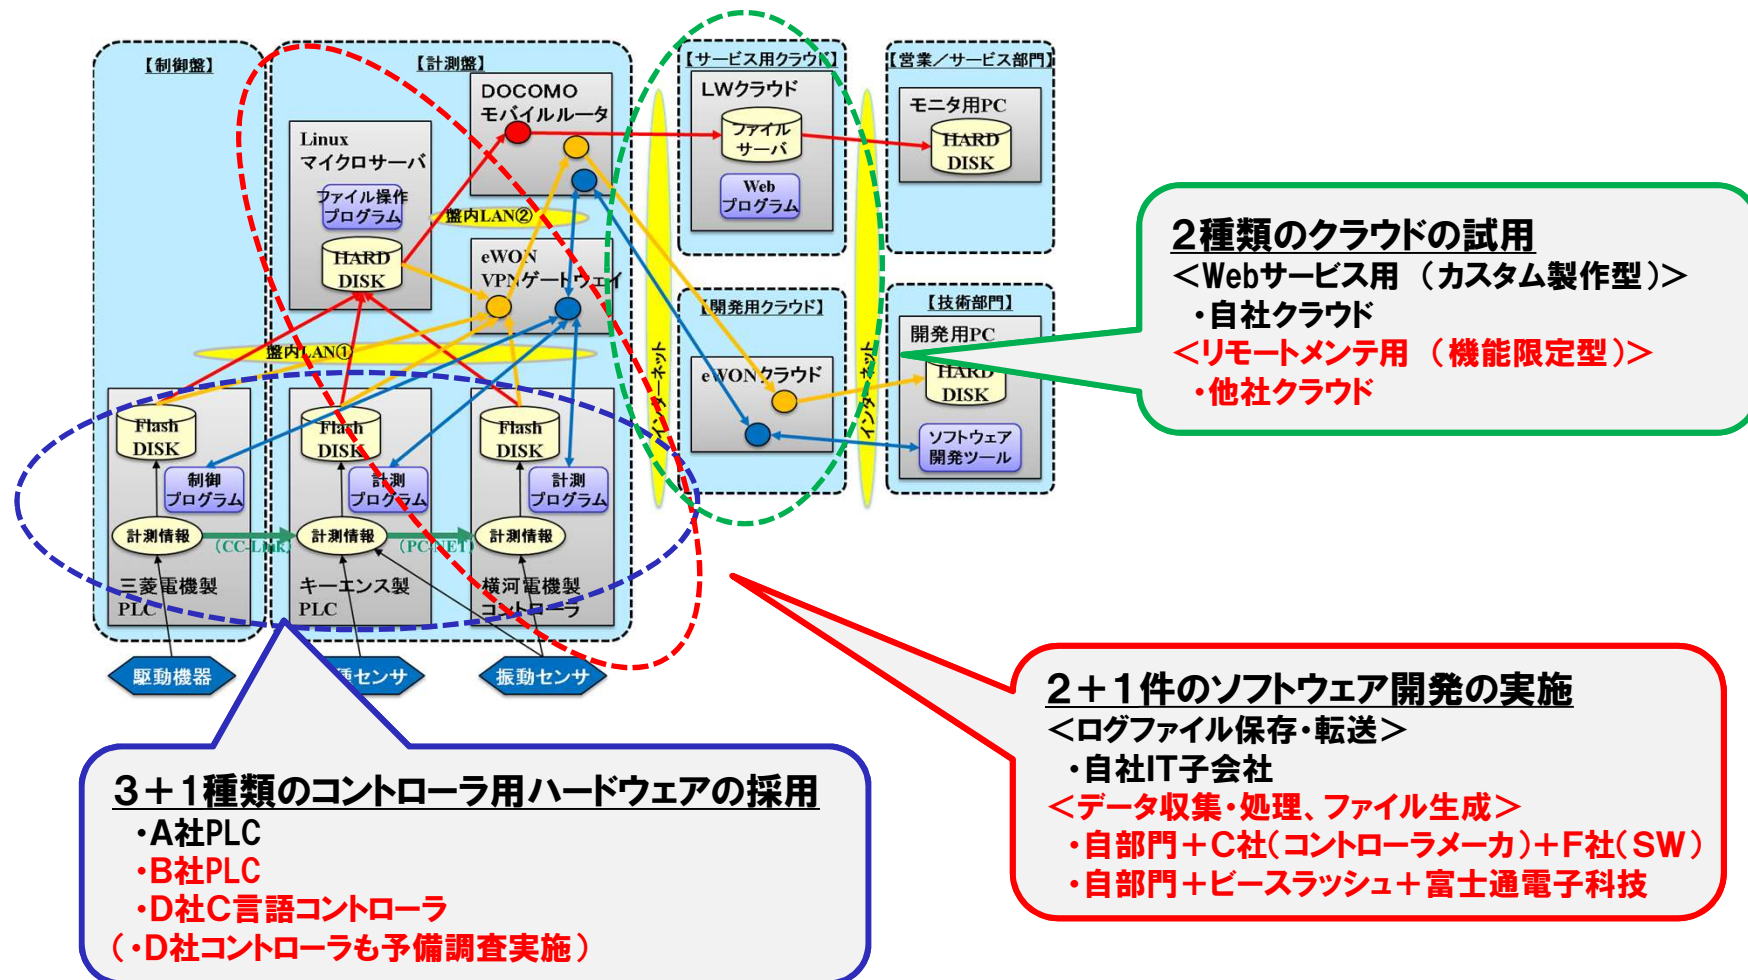 【制御盤】
【計測盤】
【サービス用クラウド】
【営業／サービス部門】
DOCOMO
モバイルルータ
LWクラウド
ファイル
サーバ
Web
プログラム
モニタ用PC
HARD
DISK
Linux
マイクロサーバ
ファイル操作
プログラム
HARD
DISK
盤内LAN②
eWON
VPNゲートウェイ
盤内LAN①
インターネット
インターネット
【開発用クラウド】
eWONクラウド
【技術部門】
開発用PC
HARD
DISK
ソフトウェア
開発ツール
Flash
DISK
制御
プログラム
計測情報
三菱電機製
PLC
(CC-Link)
Flash
DISK
計測
プログラム
計測情報
キーエンス製
PLC
(PC-NET)
Flash
DISK
計測
プログラム
計測情報
横河電機製
コントローラ
駆動機器
種センサ
振動センサ
２種類のクラウドの試用
＜Webサービス用 （カスタム製作型）＞
・自社クラウド
＜リモートメンテ用 （機能限定型）＞
・他社クラウド
２＋１件のソフトウェア開発の実施
＜ログファイル保存・転送＞
・自社IT子会社
＜データ収集・処理、ファイル生成＞
・自部門＋C社（コントローラメーカ）＋F社（SW）
・自部門＋ビースラッシュ＋富士通電子科技
３＋１種類のコントローラ用ハードウェアの採用
・A社PLC
・B社PLC
・D社C言語コントローラ
（・D社コントローラも予備調査実施）